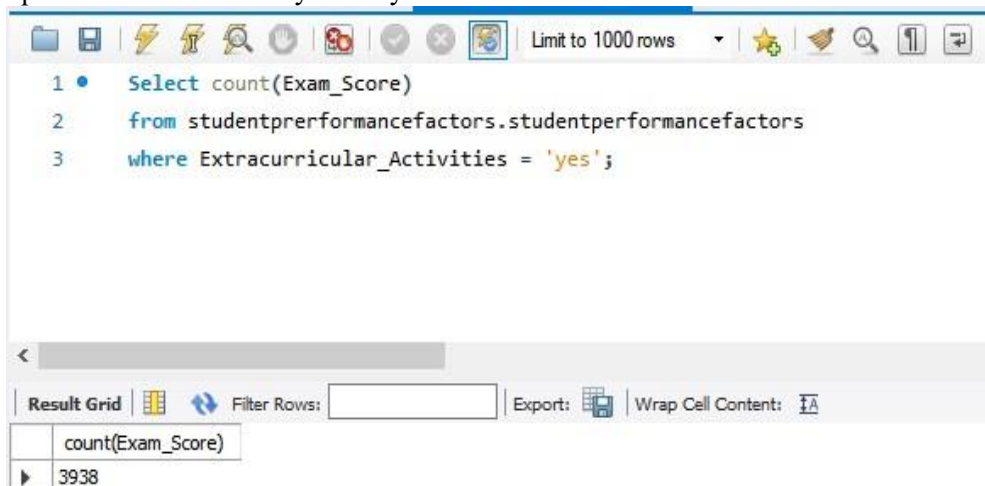 Limit to 1000 rows
1 Select count(Exam_Score)
2 from studentprerformancefactors.studentperformancefactors
3 where Extracurricular_Activities = 'yes';
Result Grid Filter Rows: Export: Wrap Cell Content: IA
count(Exam_Score)
3938